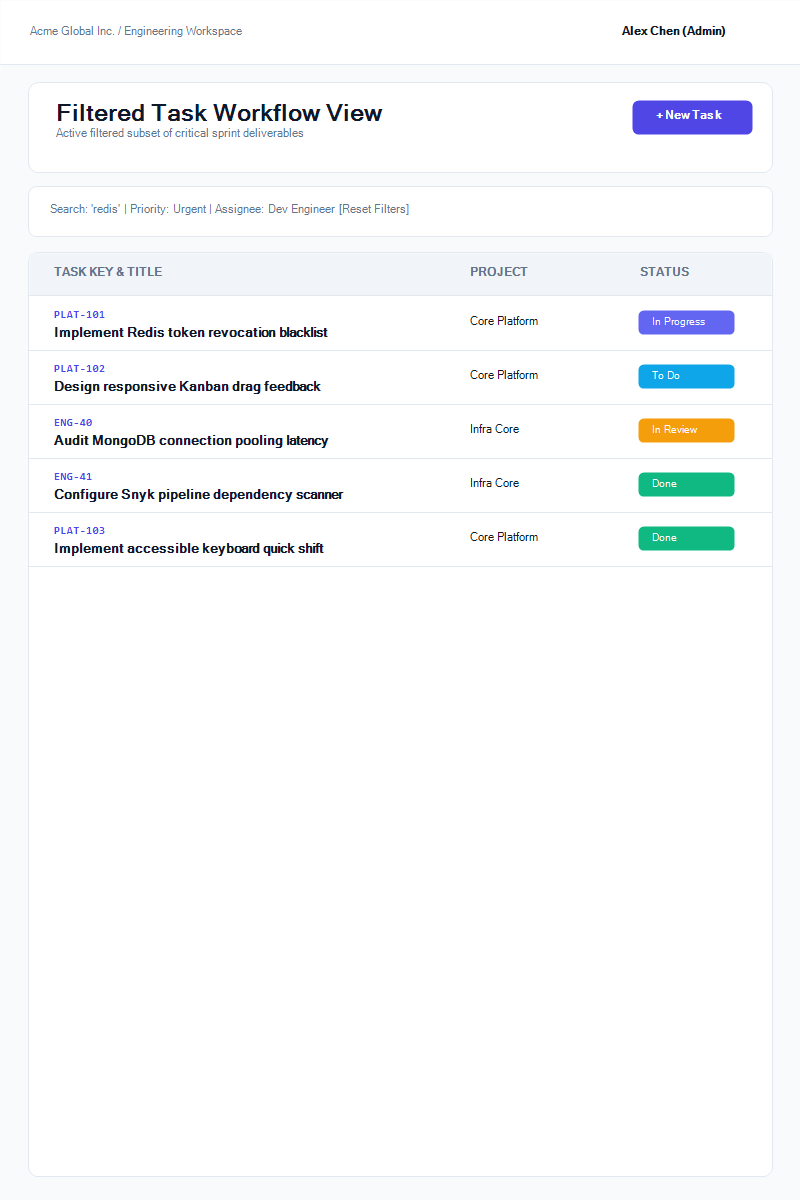 Acme Global Inc. / Engineering Workspace
Alex Chen (Admin)
Filtered Task Workflow View
Active filtered subset of critical sprint deliverables
+ New Task
Search: 'redis' | Priority: Urgent | Assignee: Dev Engineer [Reset Filters]
TASK KEY & TITLE PROJECT STATUS
PLAT-101
Implement Redis token revocation blacklist
Core Platform
In Progress
PLAT-102
Design responsive Kanban drag feedback
Core Platform
To Do
ENG-40
Audit MongoDB connection pooling latency
Infra Core
In Review
ENG-41
Configure Snyk pipeline dependency scanner
Infra Core
Done
PLAT-103
Implement accessible keyboard quick shift
Core Platform
Done